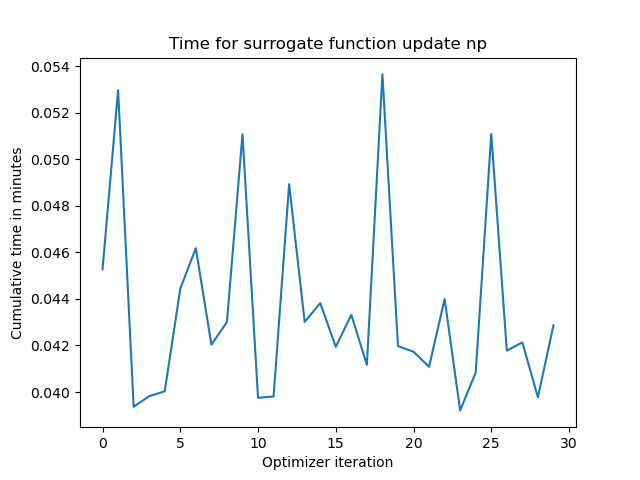 Time for surrogate function update np
0.054
0.052
0.050
0.048
0.046
0.044
0.042
0.040
Cumulative time in minutes
0 5 10 15 20 25 30
Optimizer iteration